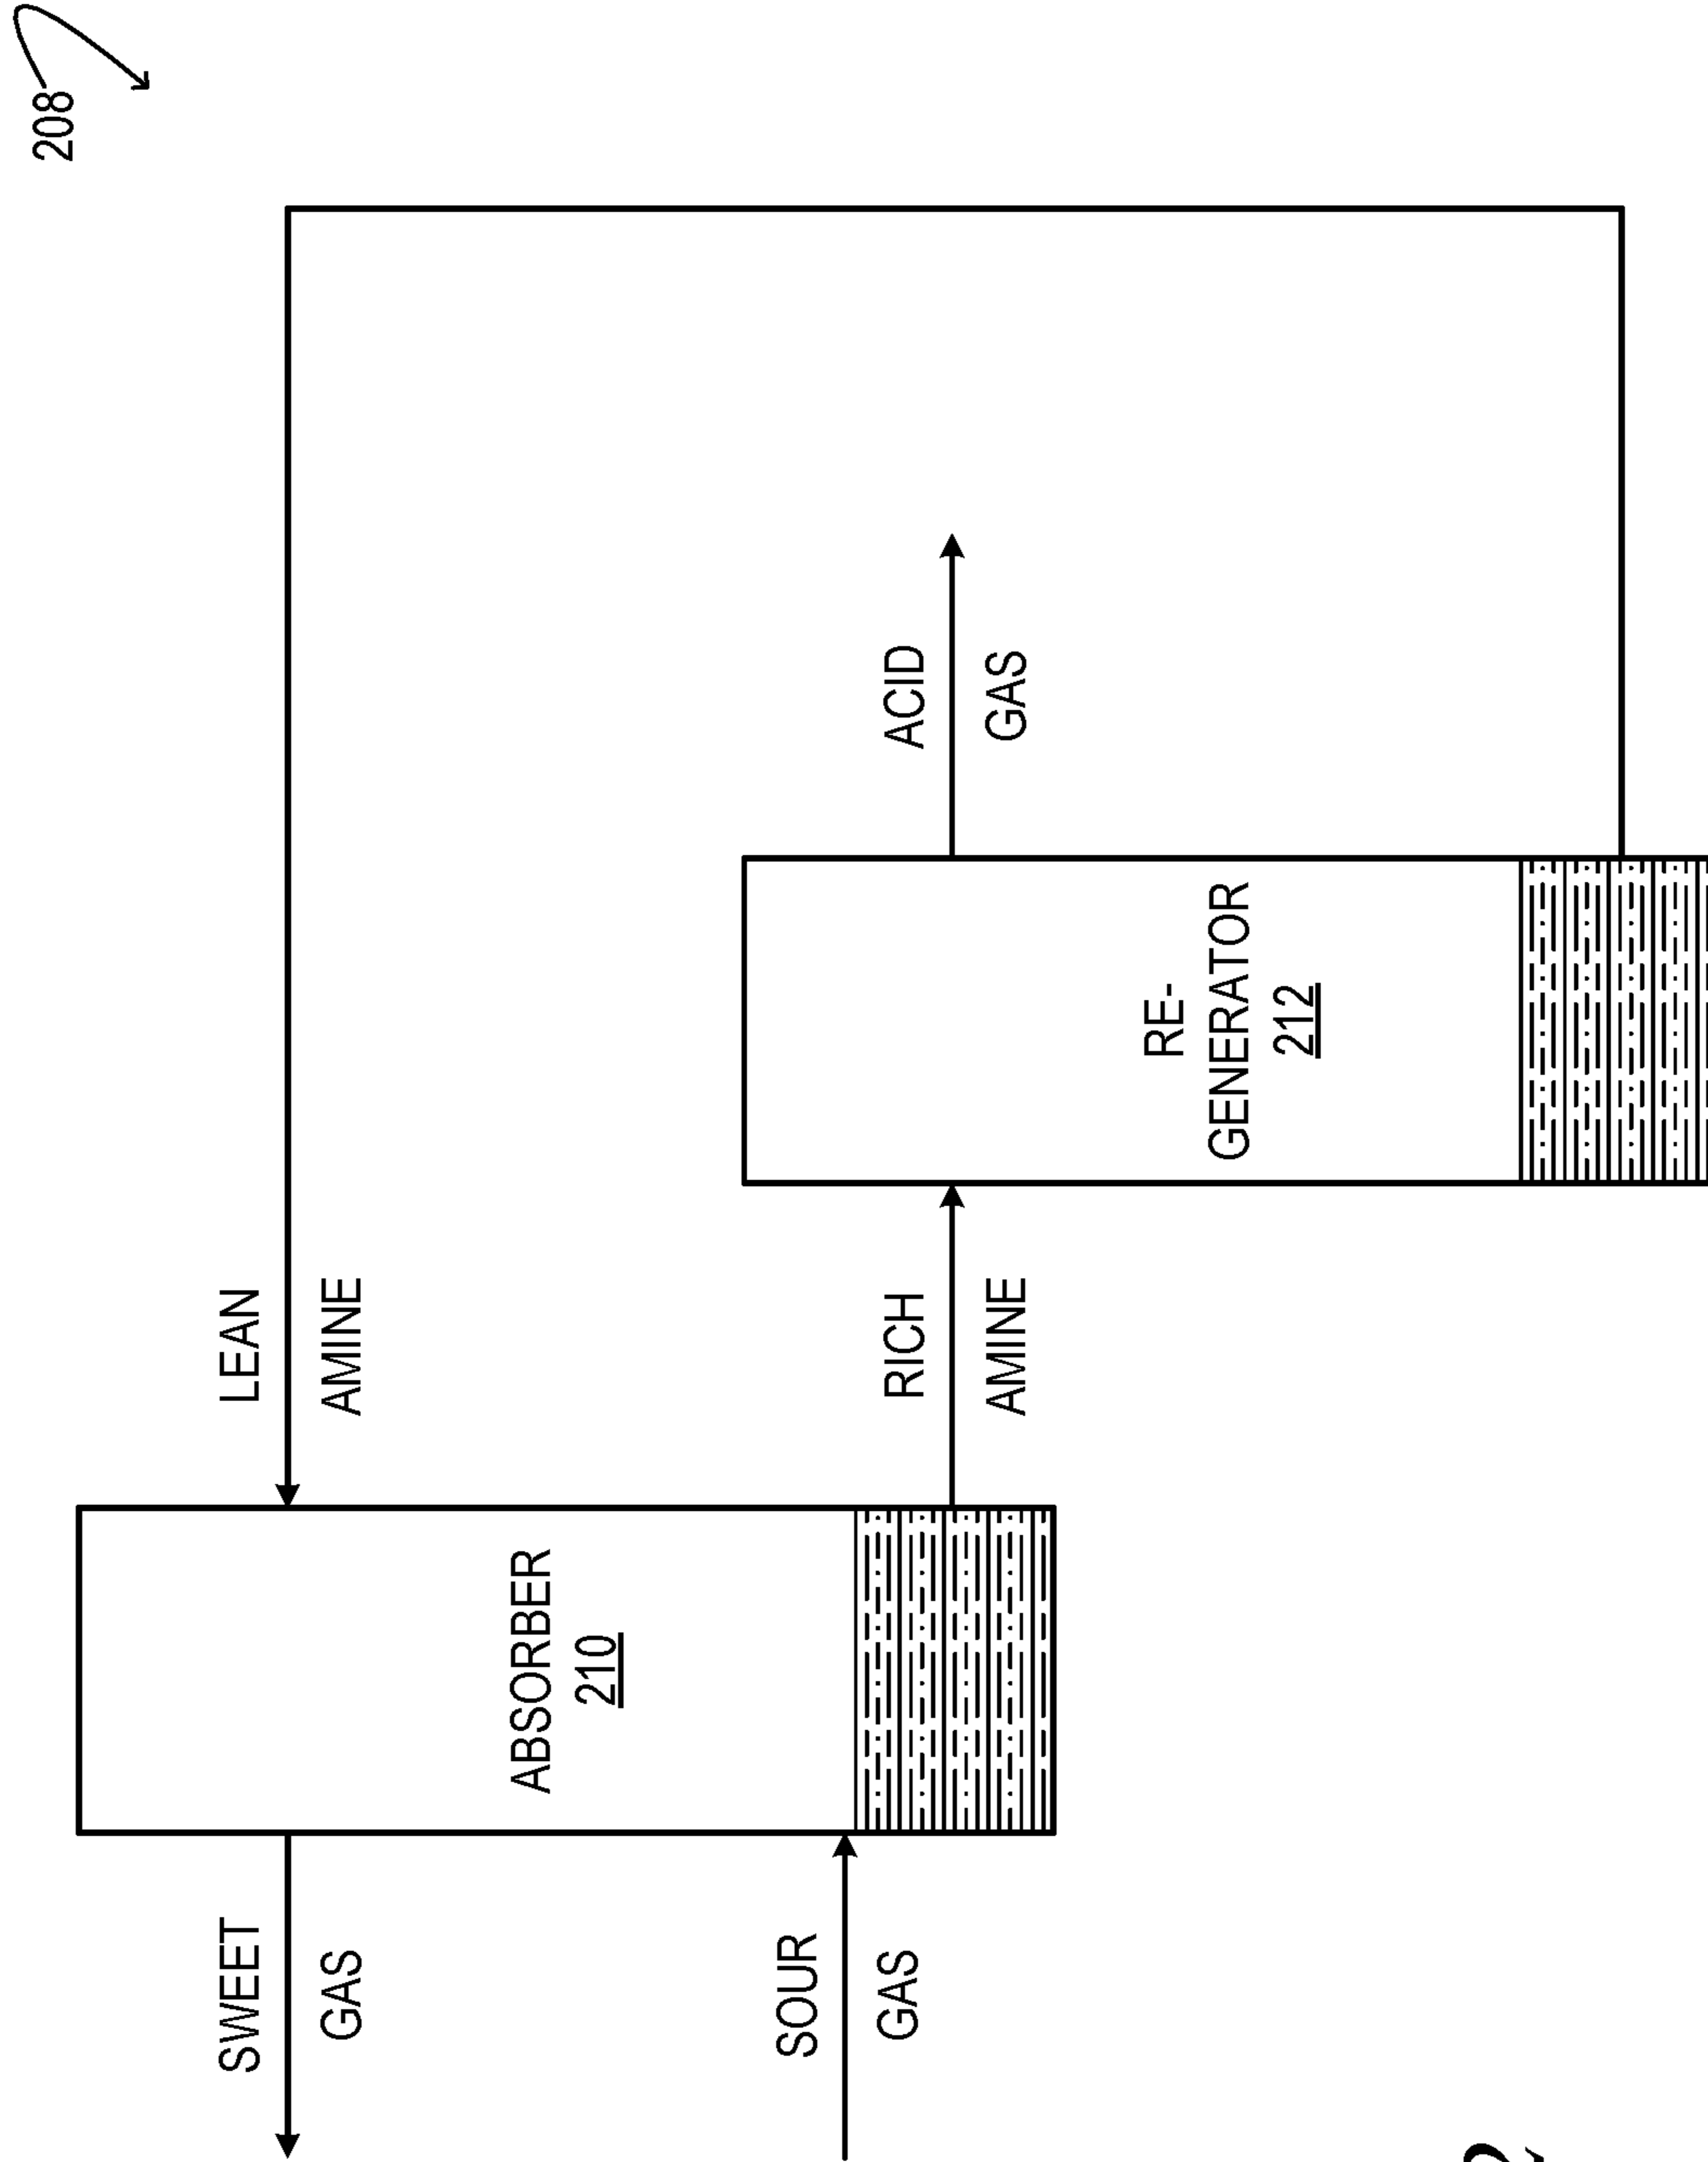 208
SWEET
GAS
LEAN
AMINE
ABSORBER
210
SOUR
GAS
RICH
AMINE
ACID
GAS
RE-
GENERATOR
212